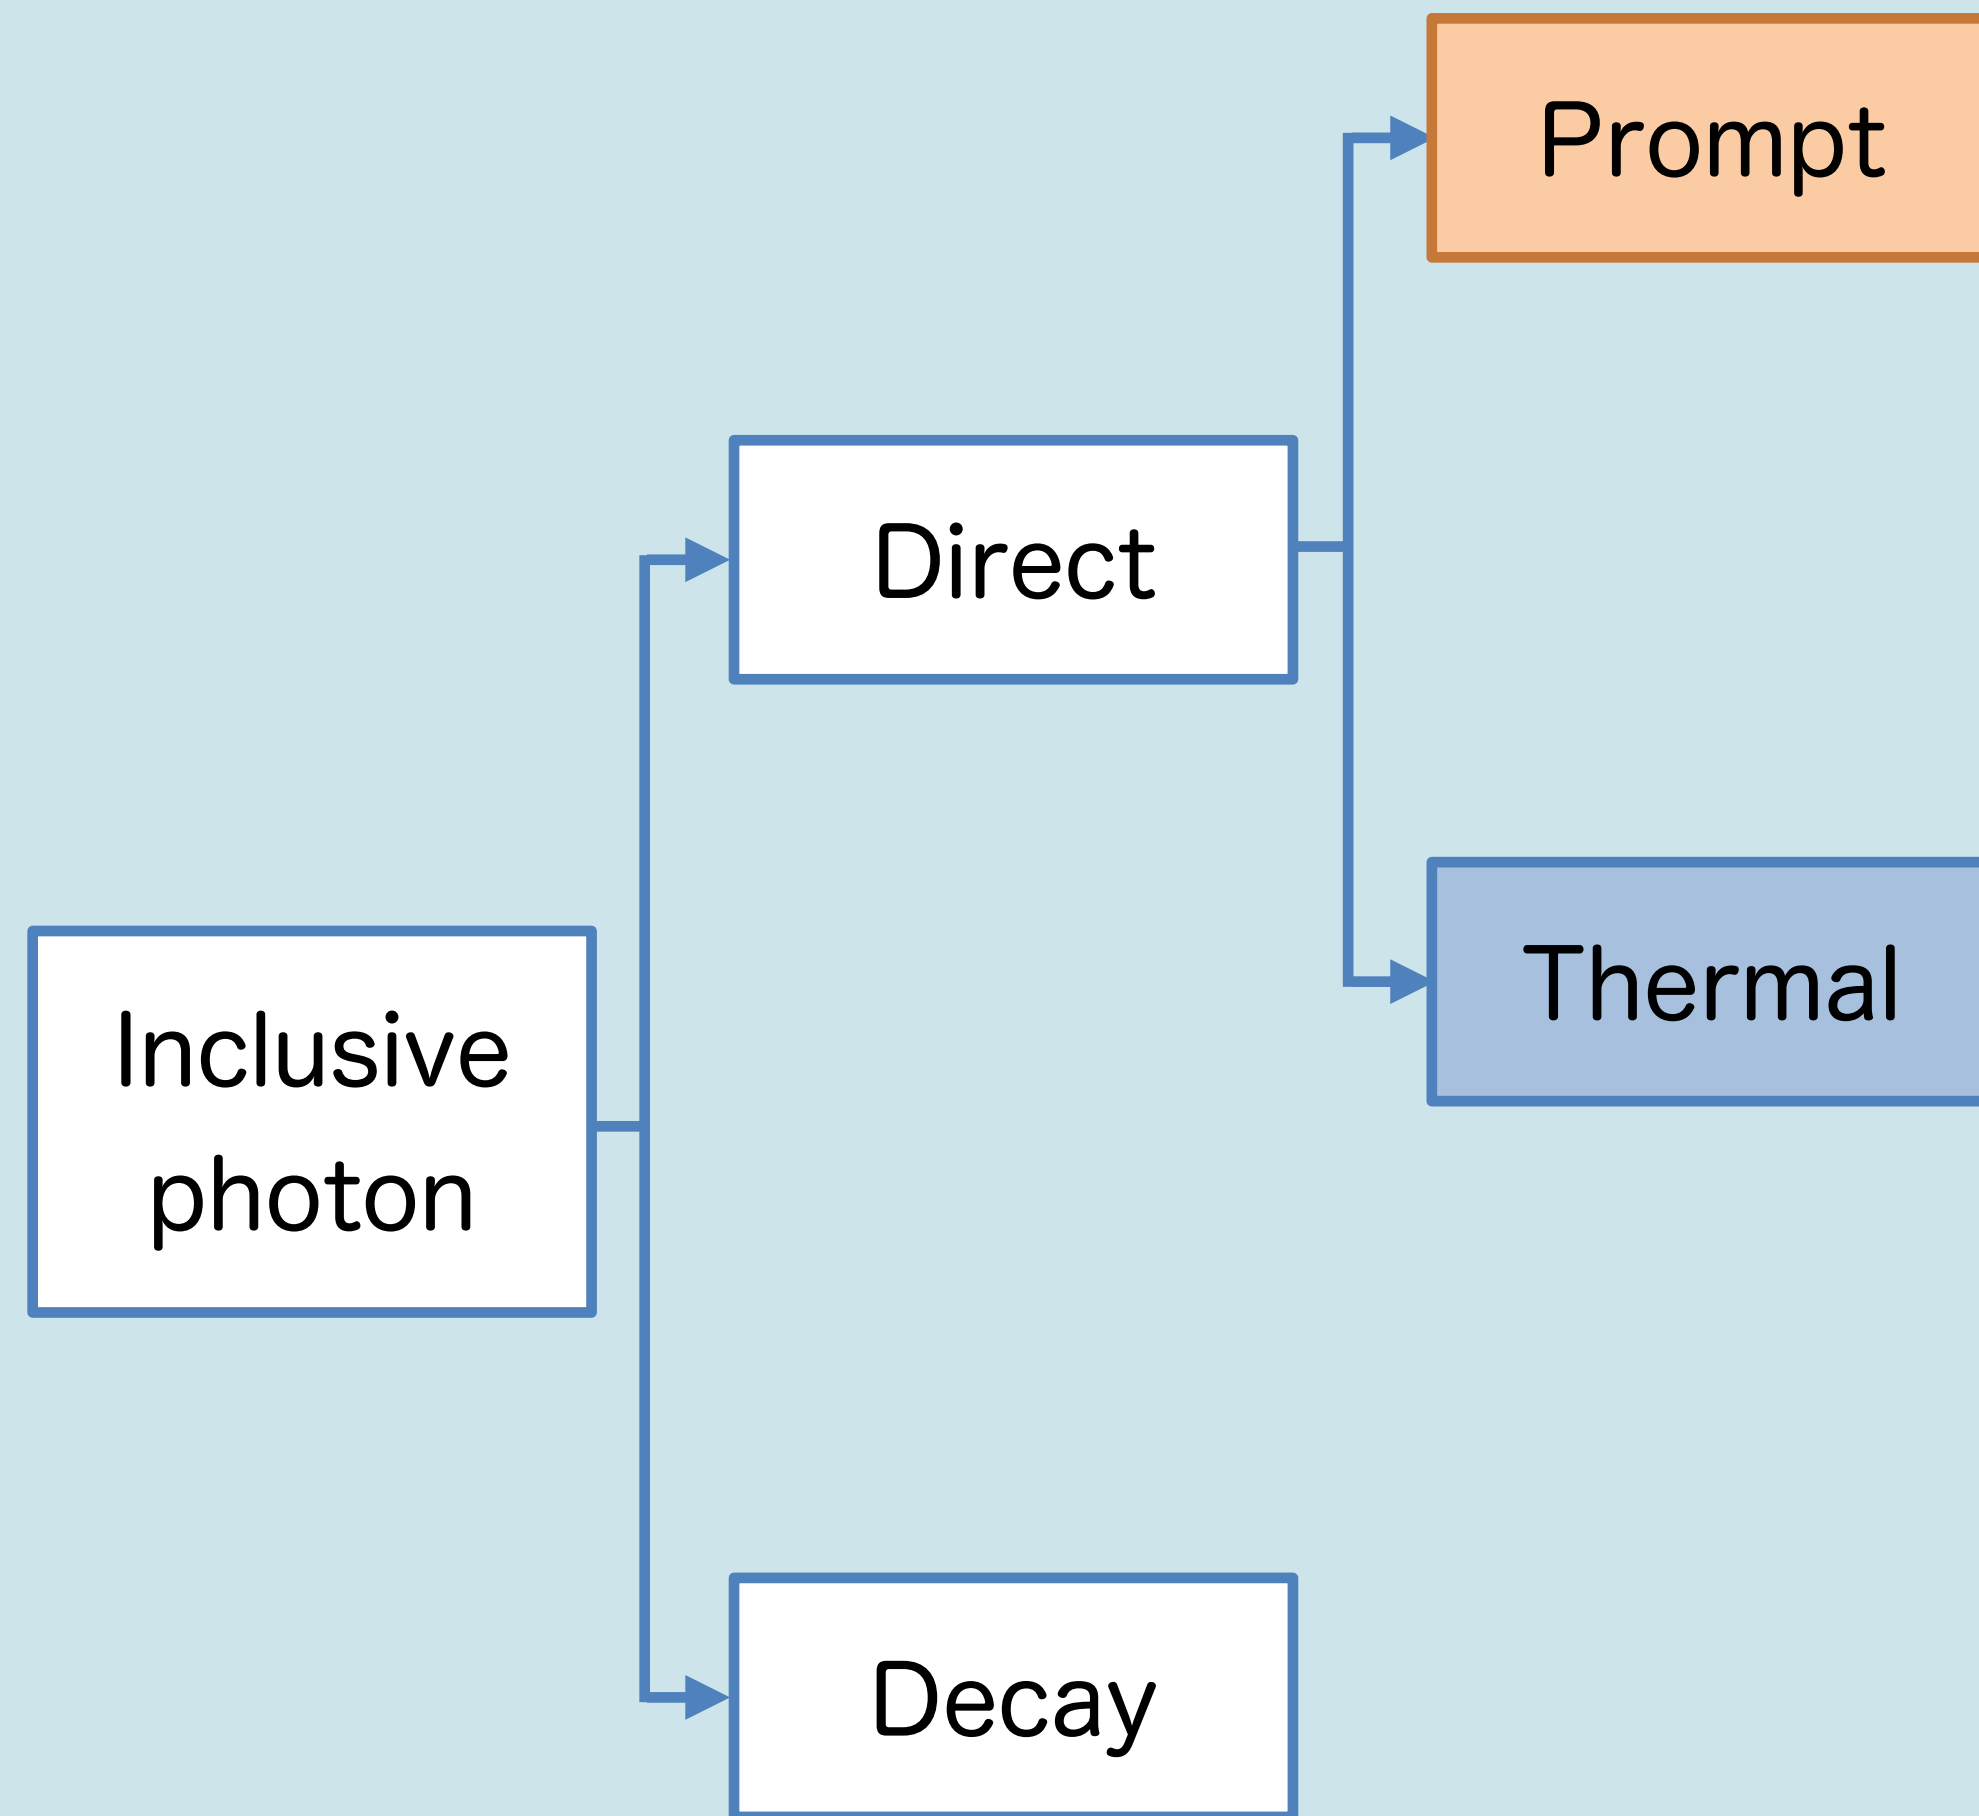 Prompt
Direct
Thermal
Inclusive
photon
Decay